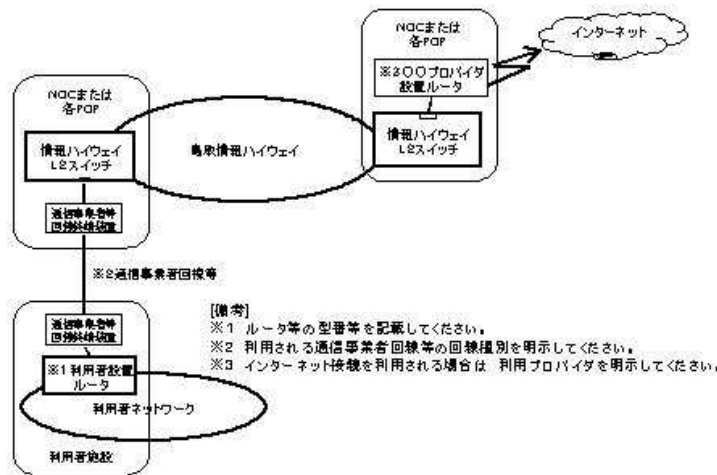 NOCまたは
各POP
インターネット
※3〇〇プロバイダ
設置ルータ
情報ハイウェイ
L2スイッチ
NOCまたは
各POP
情報ハイウェイ
L2スイッチ
鳥取情報ハイウェイ
通信事業者等
回線終端装置
※2通信事業者回線等
通信事業者等
回線終端装置
※1利用者設置
ルータ
利用者ネットワーク
利用者施設
[備考]
※1 ルータ等の型番等を記載してください。
※2 利用される通信事業者回線等の回線種別を明示してください。
※3 インターネット接続を利用される場合は 利用プロバイダを明示してください。